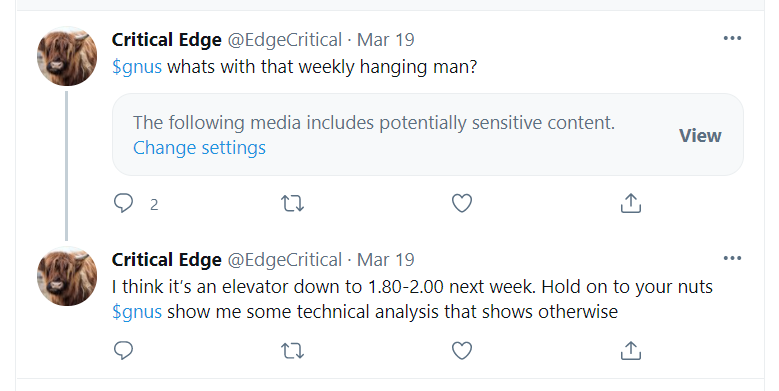 Critical Edge @EdgeCritical · Mar 19
$gnus whats with that weekly hanging man?
The following media includes potentially sensitive content.
Change settings
View
2
Critical Edge @EdgeCritical · Mar 19
I think it’s an elevator down to 1.80-2.00 next week. Hold on to your nuts
$gnus show me some technical analysis that shows otherwise